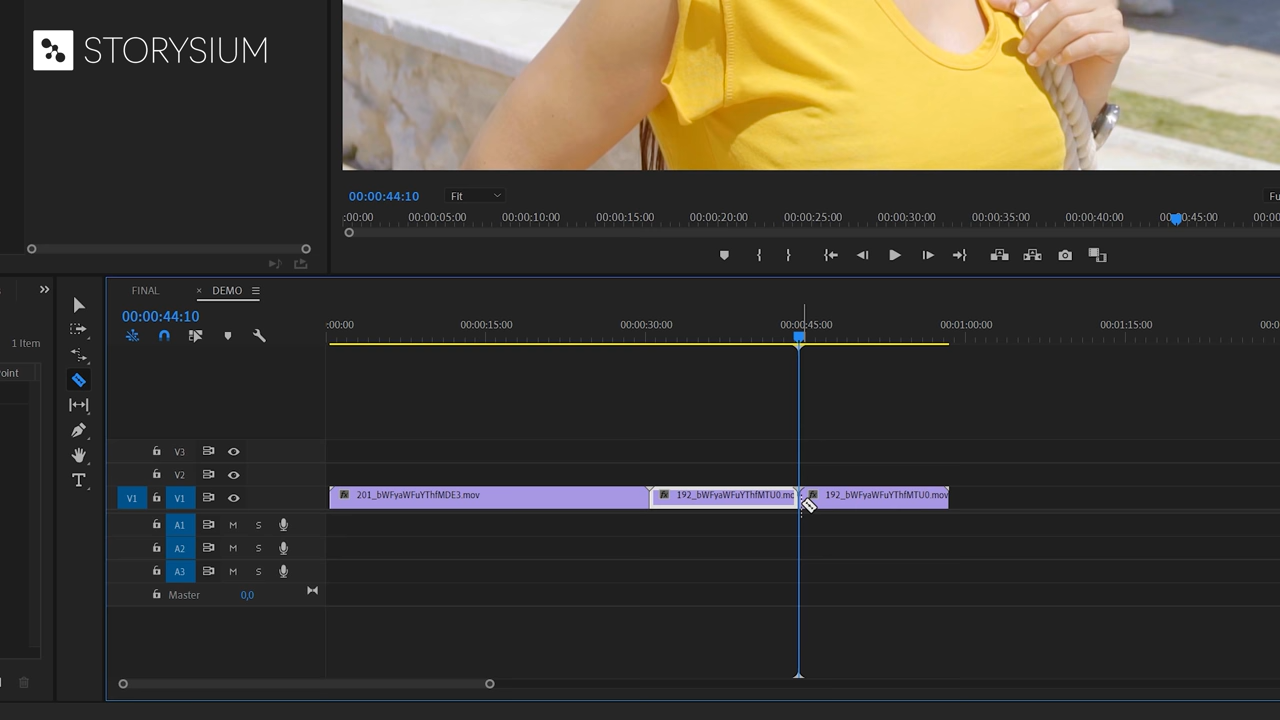 STORYSIUM
00:00:44:10
Fit
:00:00
00:00:05:00
00:00:10:00
00:00:15:00
00:00:20:00
00:00:25:00
00:00:30:00
00:00:35:00
00:00:40:00
00:00:45:00
00:00
Fu
FINAL
× DEMO
00:00:44:10
:00:00
00:00:15:00
00:00:30:00
00:00:45:00
00:01:00:00
00:01:15:00
1 Item
oint
T
V3
V2
V1 V1
201_bWFyaWFuYThfMDE3.mov
192_bWFyaWFuYThfMTU0.mo
192_bWFyaWFuYThfMTU0.mov
A1 M S
A2 M S
A3 M S
Master 0,0